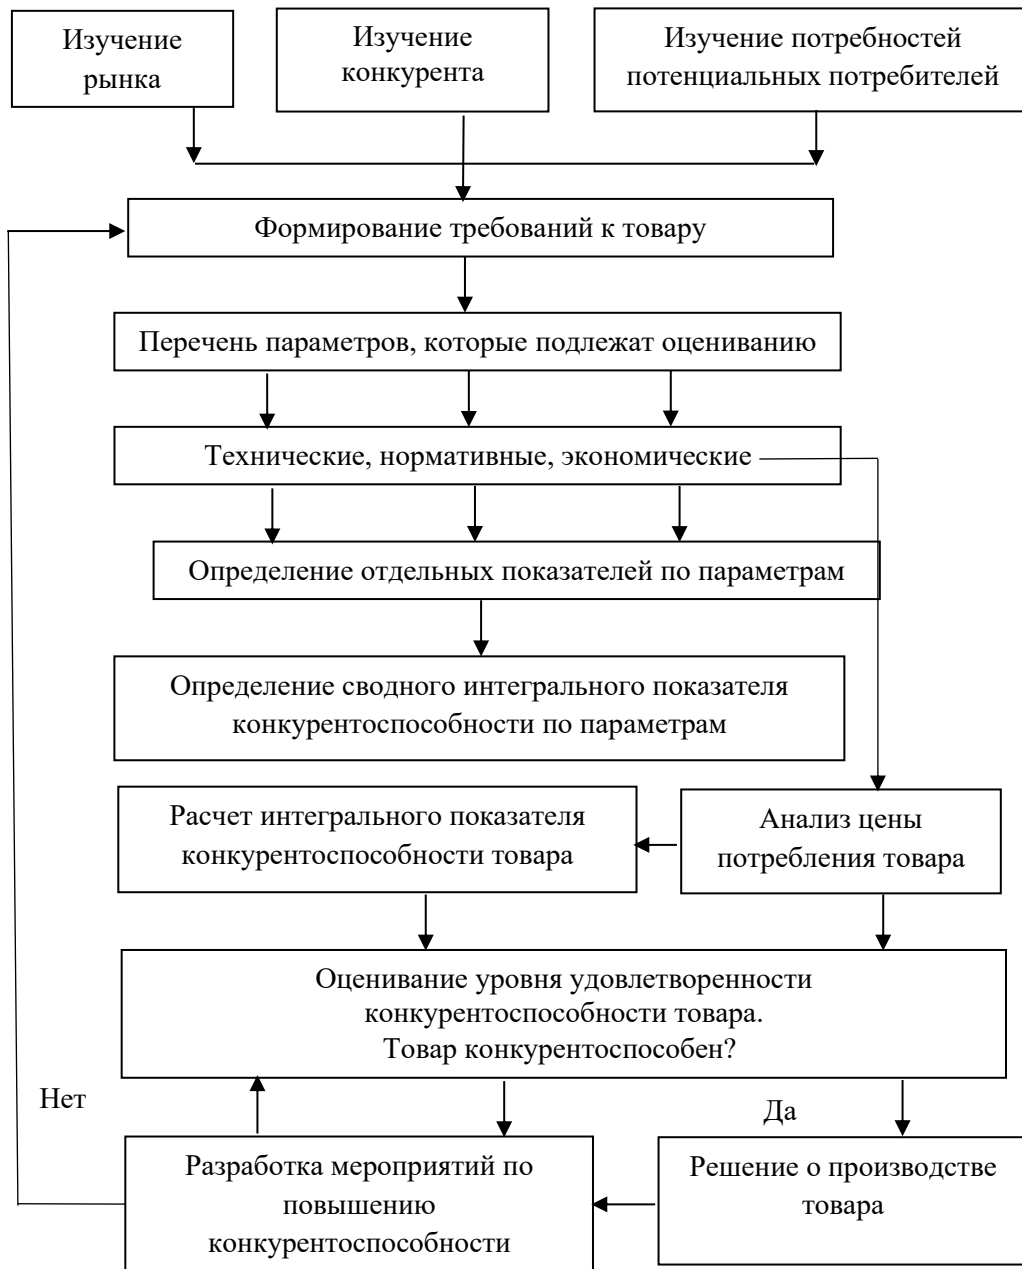 Изучение
рынка
Изучение
конкурента
Изучение потребностей
потенциальных потребителей
Формирование требований к товару
Перечень параметров, которые подлежат оцениванию
Технические, нормативные, экономические
Определение отдельных показателей по параметрам
Определение сводного интегрального показателя
конкурентоспособности по параметрам
Расчет интегрального показателя
конкурентоспособности товара
Анализ цены
потребления товара
Оценивание уровня удовлетворенности
конкурентоспособности товара.
Товар конкурентоспособен?
Нет
Да
Разработка мероприятий по
повышению
конкурентоспособности
Решение о производстве
товара